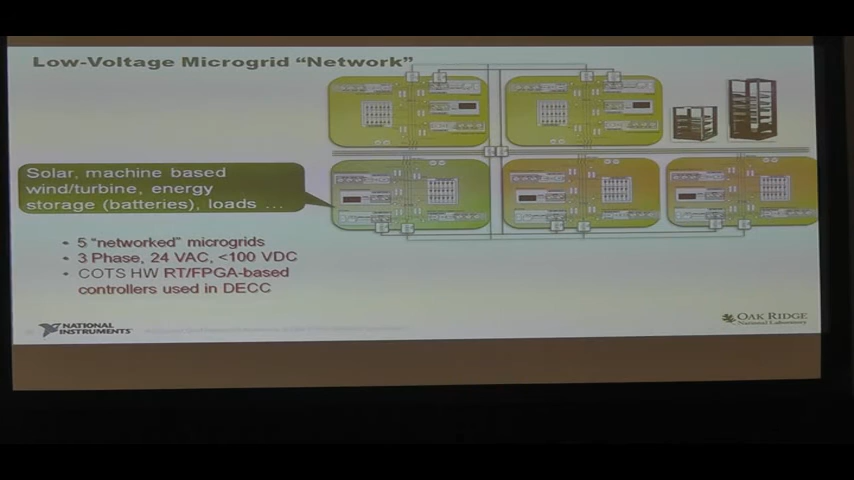 Low-Voltage Microgrid “Network”
Solar, machine based
wind/turbine, energy
storage (batteries), loads ...
• 5 “networked” microgrids
• 3 Phase, 24 VAC, <100 VDC
• COTS HW RT/FPGA-based
controllers used in DECC
NATIONAL
INSTRUMENTS
OAK RIDGE
National Laboratory